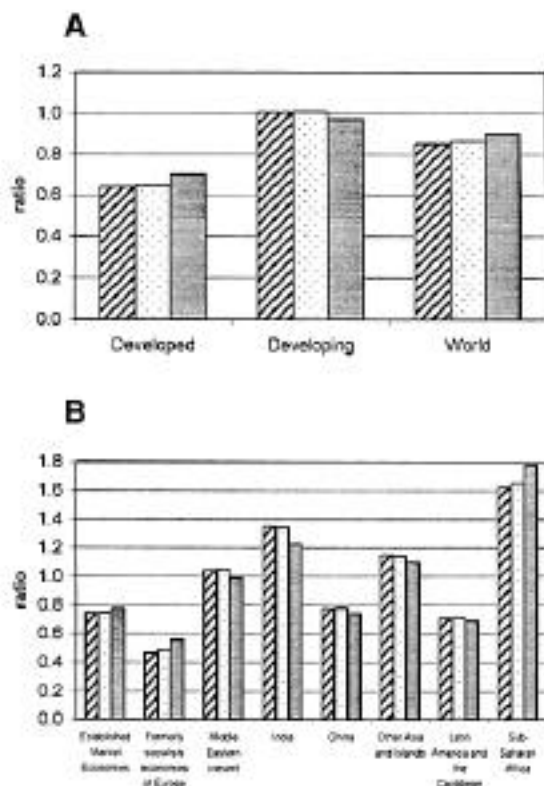 A
1.2
1.0
0.8
0.6
0.4
0.2
0.0
ratio
Developed Developing World
B
1.8
1.6
1.4
1.2
1.0
0.8
0.6
0.4
0.2
0.0
ratio
Established Market Economies
Formerly socialist economies of Europe
Middle Eastern crescent
India
China
Other Asia and Islands
Latin America and the Caribbean
Sub-Saharan Africa